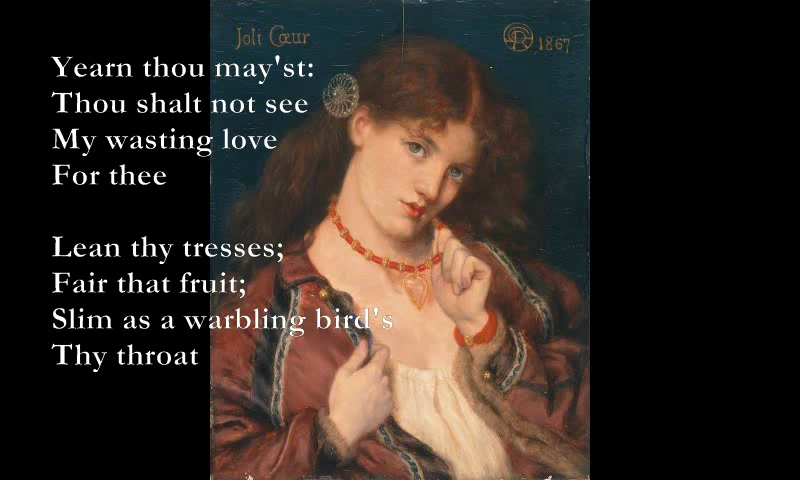 Joli Cœur
1867
Yearn thou may'st:
Thou shalt not see
My wasting love
For thee
Lean thy tresses;
Fair that fruit;
Slim as a warbling bird's
Thy throat